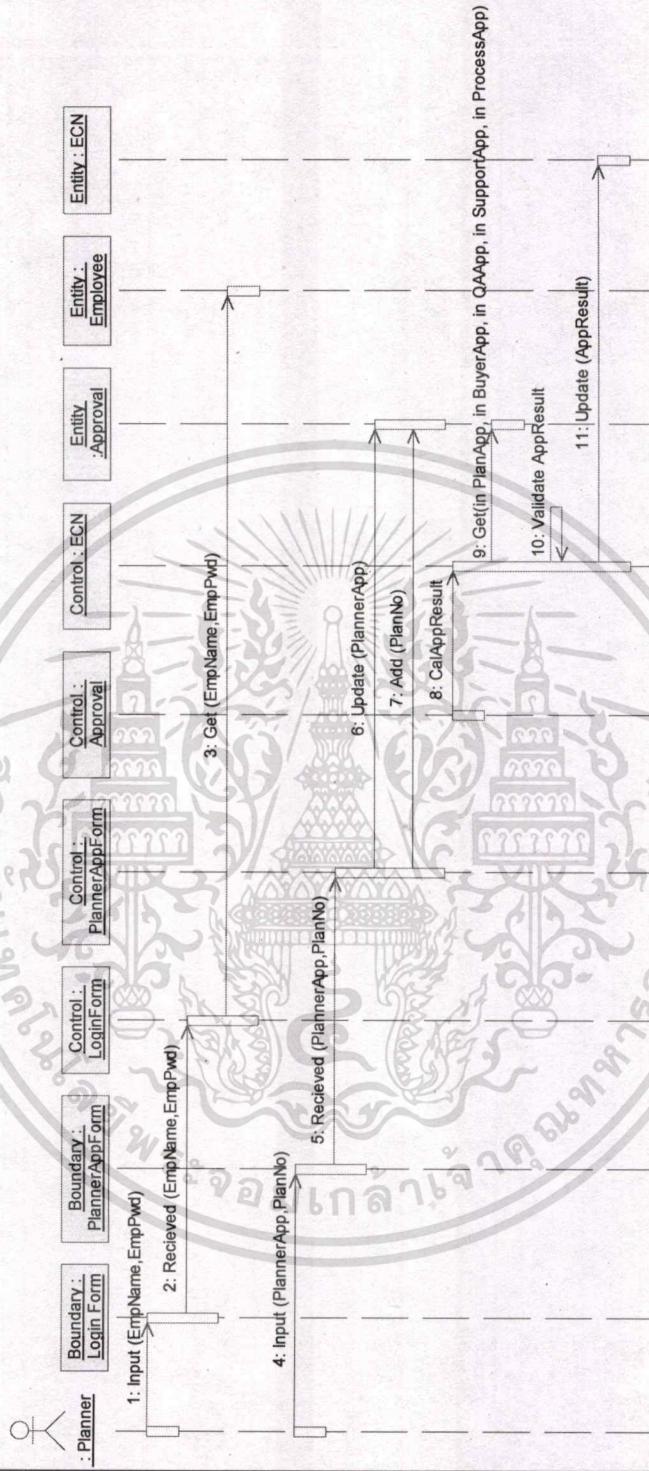 : Planner
Boundary :
Login Form
Boundary :
PlannerAppForm
Control :
LoginForm
Control :
PlannerAppForm
Control :
Approval
Control : ECN
Entity
:Approval
Entity :
Employee
Entity : ECN
1: Input (EmpName,EmpPwd)
2: Recieved (EmpName,EmpPwd)
3: Get (EmpName,EmpPwd)
4: Input (PlannerApp,PlanNo)
5: Recieved (PlannerApp,PlanNo)
6: Update (PlannerApp)
7: Add (PlanNo)
8: CalAppResult
9: Get(in PlanApp, in BuyerApp, in QAApp, in SupportApp, in ProcessApp)
10: Validate AppResult
11: Update (AppResult)